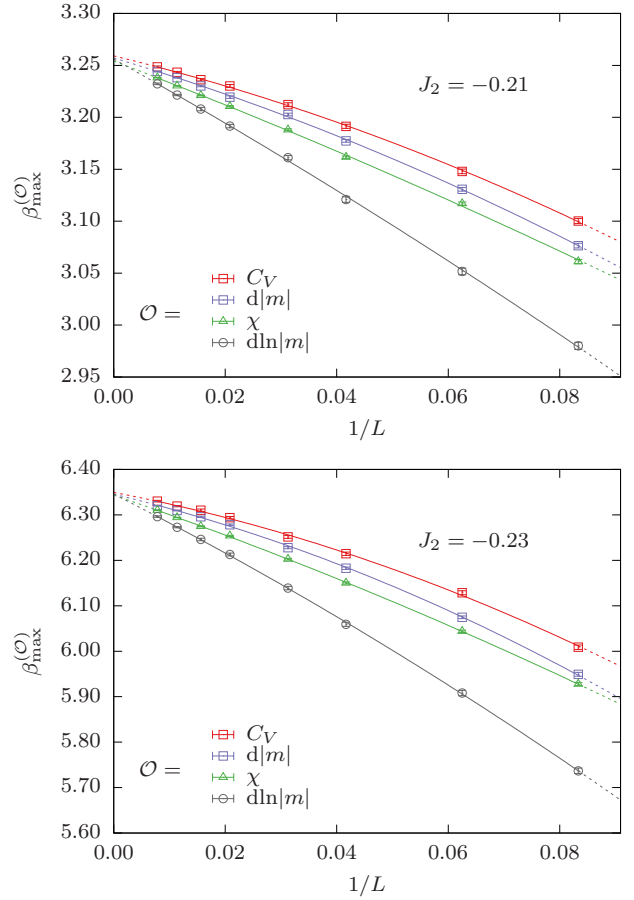 3.30
3.25
3.20
3.15
3.10
3.05
3.00
2.95
β_max^(𝒪)
J₂ = −0.21
𝒪 =
C_V
d|m|
χ
dln|m|
0.00 0.02 0.04 0.06 0.08
1/L
6.40
6.30
6.20
6.10
6.00
5.90
5.80
5.70
5.60
β_max^(𝒪)
J₂ = −0.23
𝒪 =
C_V
d|m|
χ
dln|m|
0.00 0.02 0.04 0.06 0.08
1/L